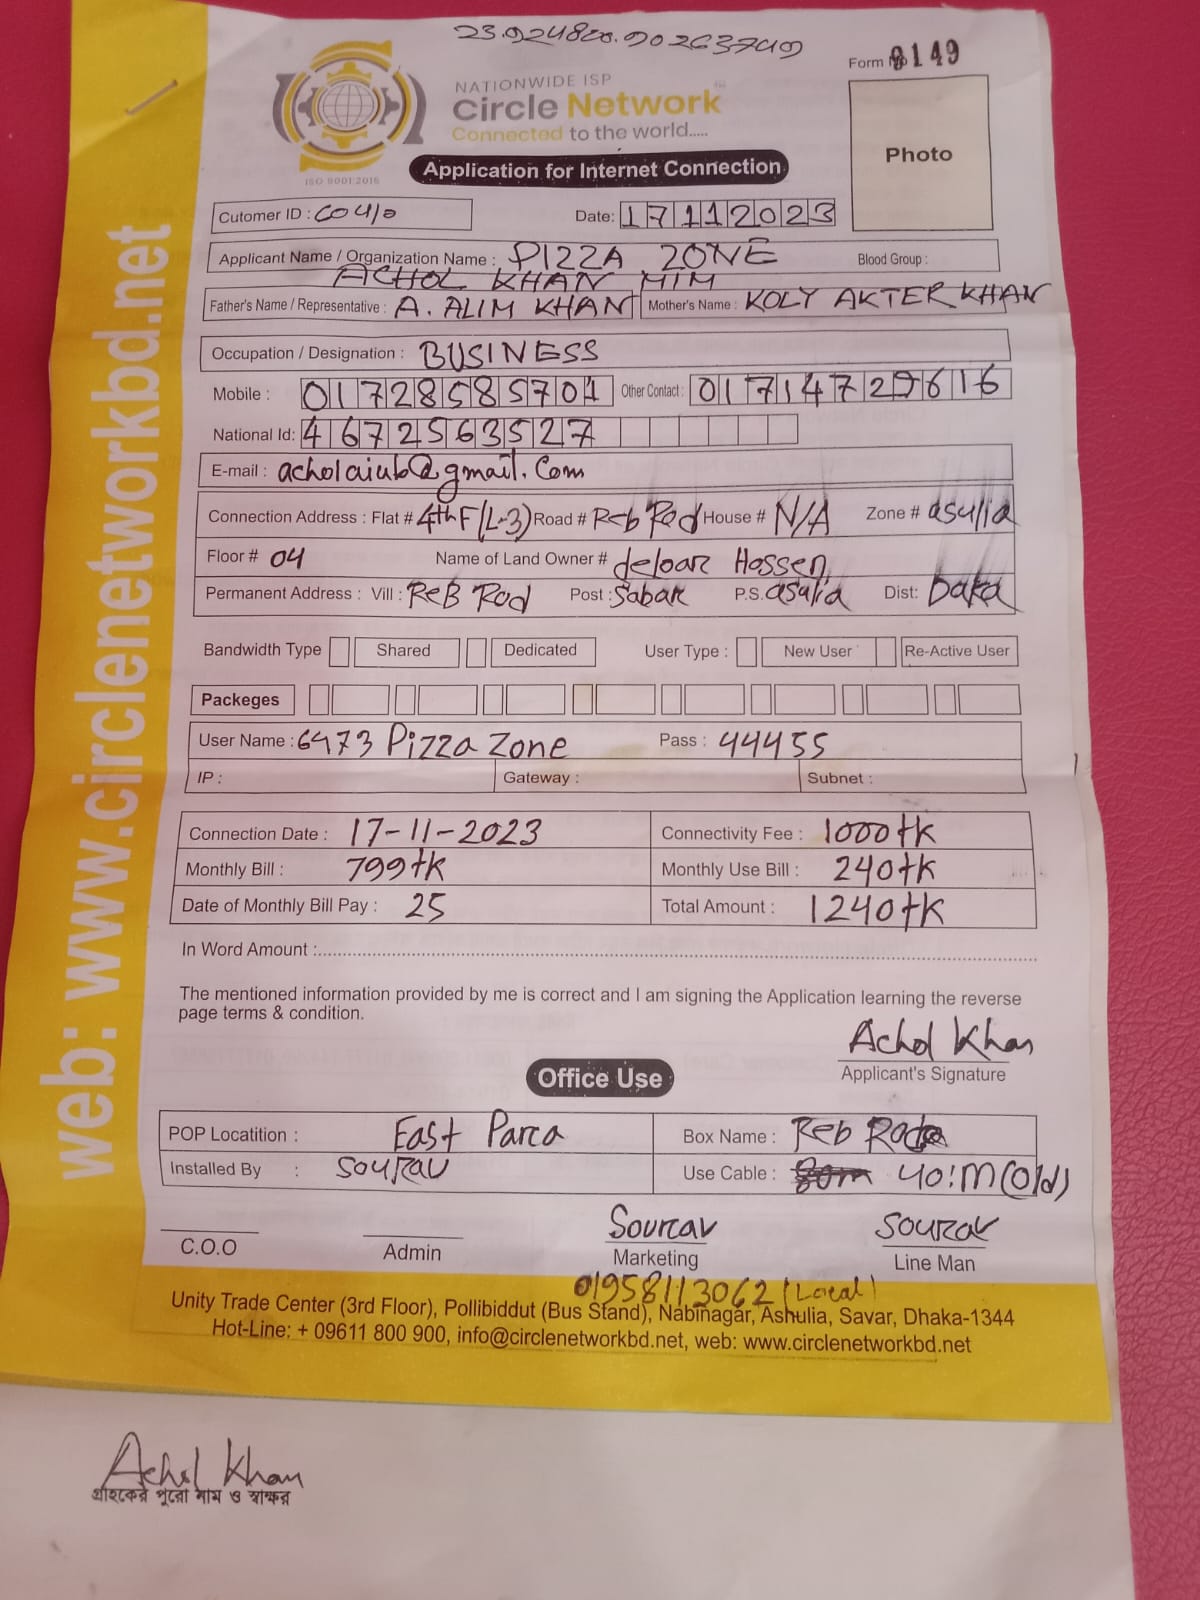 23.924820.90263749
Form No 0149
NATIONWIDE ISP
Circle Network
Connected to the world.....
ISO 9001:2015
Photo
Application for Internet Connection
Cutomer ID : CO410
Date: 17112023
Applicant Name / Organization Name : PIZZA ZONE Blood Group :
ACHOL KHAN MIM
Father's Name / Representative : A. ALIM KHAN Mother's Name : KOLY AKTER KHAN
Occupation / Designation : BUSINESS
Mobile : 01728585701 Other Contact : 01714729616
National Id: 4672563527
E-mail : acholaiub@gmail.Com
Connection Address : Flat # 4th F(L-3) Road # Reb Rod House # N/A Zone # asulia
Floor # 04 Name of Land Owner # deloar Hossen
Permanent Address : Vill : ReB Rod Post : Sabar P.S. asulia Dist: Daka
Bandwidth Type Shared Dedicated User Type : New User Re-Active User
Packeges
User Name : 6473 Pizza Zone Pass : 44455
IP : Gateway : Subnet :
Connection Date : 17-11-2023 Connectivity Fee : 1000tk
Monthly Bill : 799tk Monthly Use Bill : 240tk
Date of Monthly Bill Pay : 25 Total Amount : 1240tk
In Word Amount :
The mentioned information provided by me is correct and I am signing the Application learning the reverse
page terms & condition.
Achol Khan
Applicant's Signature
Office Use
POP Locatition : East Parca Box Name : Reb Rod
Installed By : SOURAV Use Cable : 80m 40:M(Old)
C.O.O
Admin
Sourav
Marketing
Sourav
Line Man
01958113062 (Local)
Unity Trade Center (3rd Floor), Pollibiddut (Bus Stand), Nabinagar, Ashulia, Savar, Dhaka-1344
Hot-Line: + 09611 800 900, info@circlenetworkbd.net, web: www.circlenetworkbd.net
web: www.circlenetworkbd.net
Achol Khan
গ্রাহকের পুরো নাম ও স্বাক্ষর